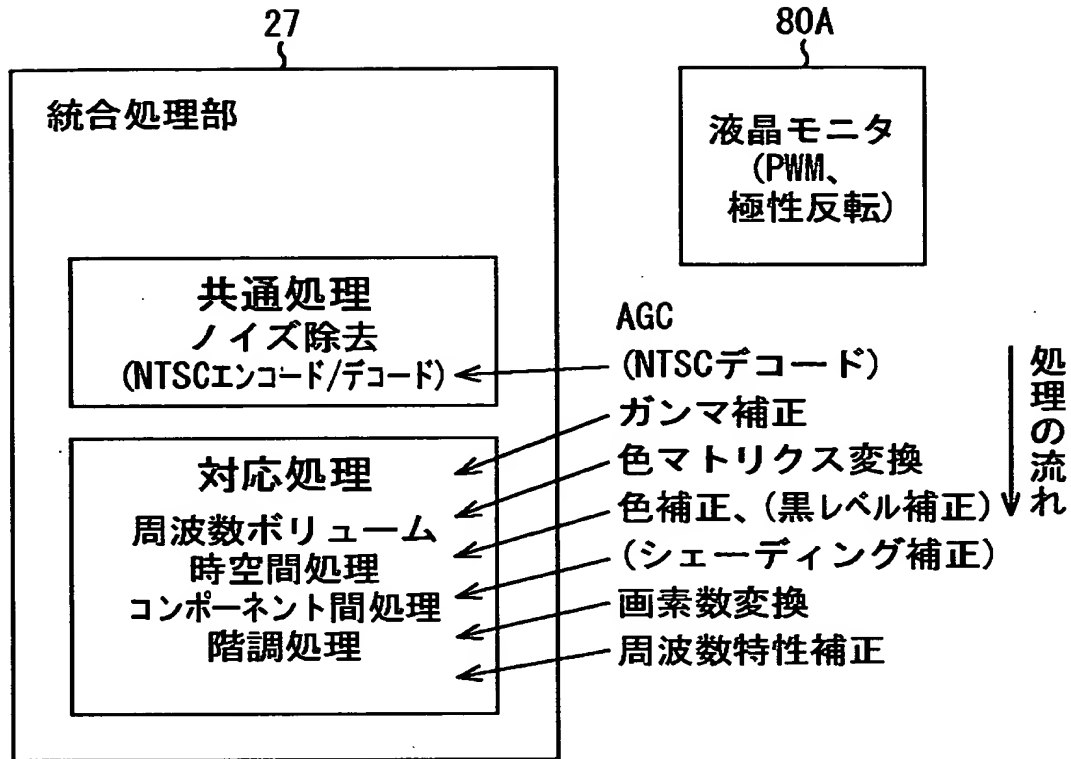 27
統合処理部
共通処理
ノイズ除去
(NTSCエンコード/デコード)
対応処理
周波数ボリューム
時空間処理
コンポーネント間処理
階調処理
80A
液晶モニタ
(PWM、
極性反転)
AGC
(NTSCデコード)
ガンマ補正
色マトリクス変換
色補正、(黒レベル補正)
(シェーディング補正)
画素数変換
周波数特性補正
処理の流れ